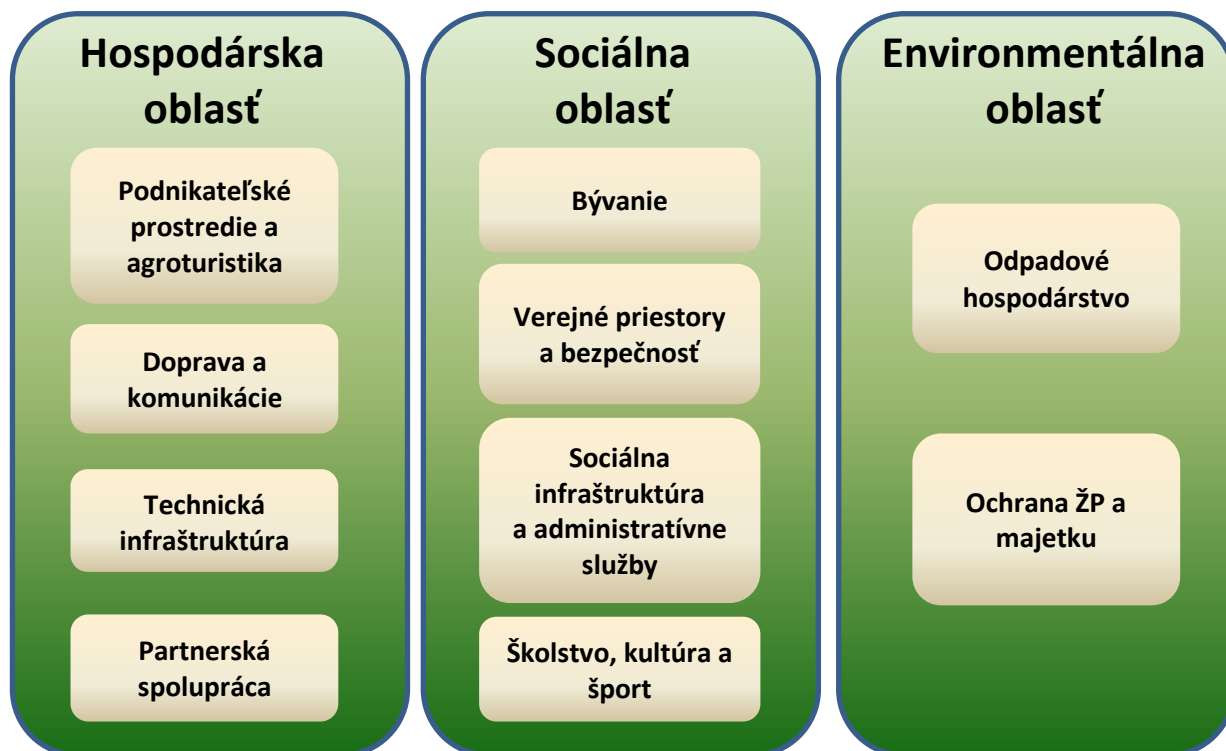 Hospodárska
oblasť
Podnikateľské
prostredie a
agroturistika
Doprava a
komunikácie
Technická
infraštruktúra
Partnerská
spolupráca
Sociálna
oblasť
Bývanie
Verejné priestory
a bezpečnosť
Sociálna
infraštruktúra
a administratívne
služby
Školstvo, kultúra a
šport
Environmentálna
oblasť
Odpadové
hospodárstvo
Ochrana ŽP a
majetku